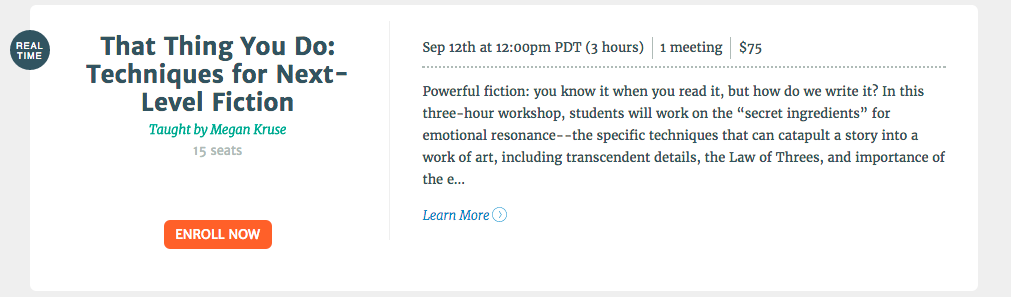 REAL
TIME
That Thing You Do:
Techniques for Next-
Level Fiction
Taught by Megan Kruse
15 seats
ENROLL NOW
Sep 12th at 12:00pm PDT (3 hours) | 1 meeting | $75
Powerful fiction: you know it when you read it, but how do we write it? In this
three-hour workshop, students will work on the “secret ingredients” for
emotional resonance--the specific techniques that can catapult a story into a
work of art, including transcendent details, the Law of Threes, and importance of
the e...
Learn More